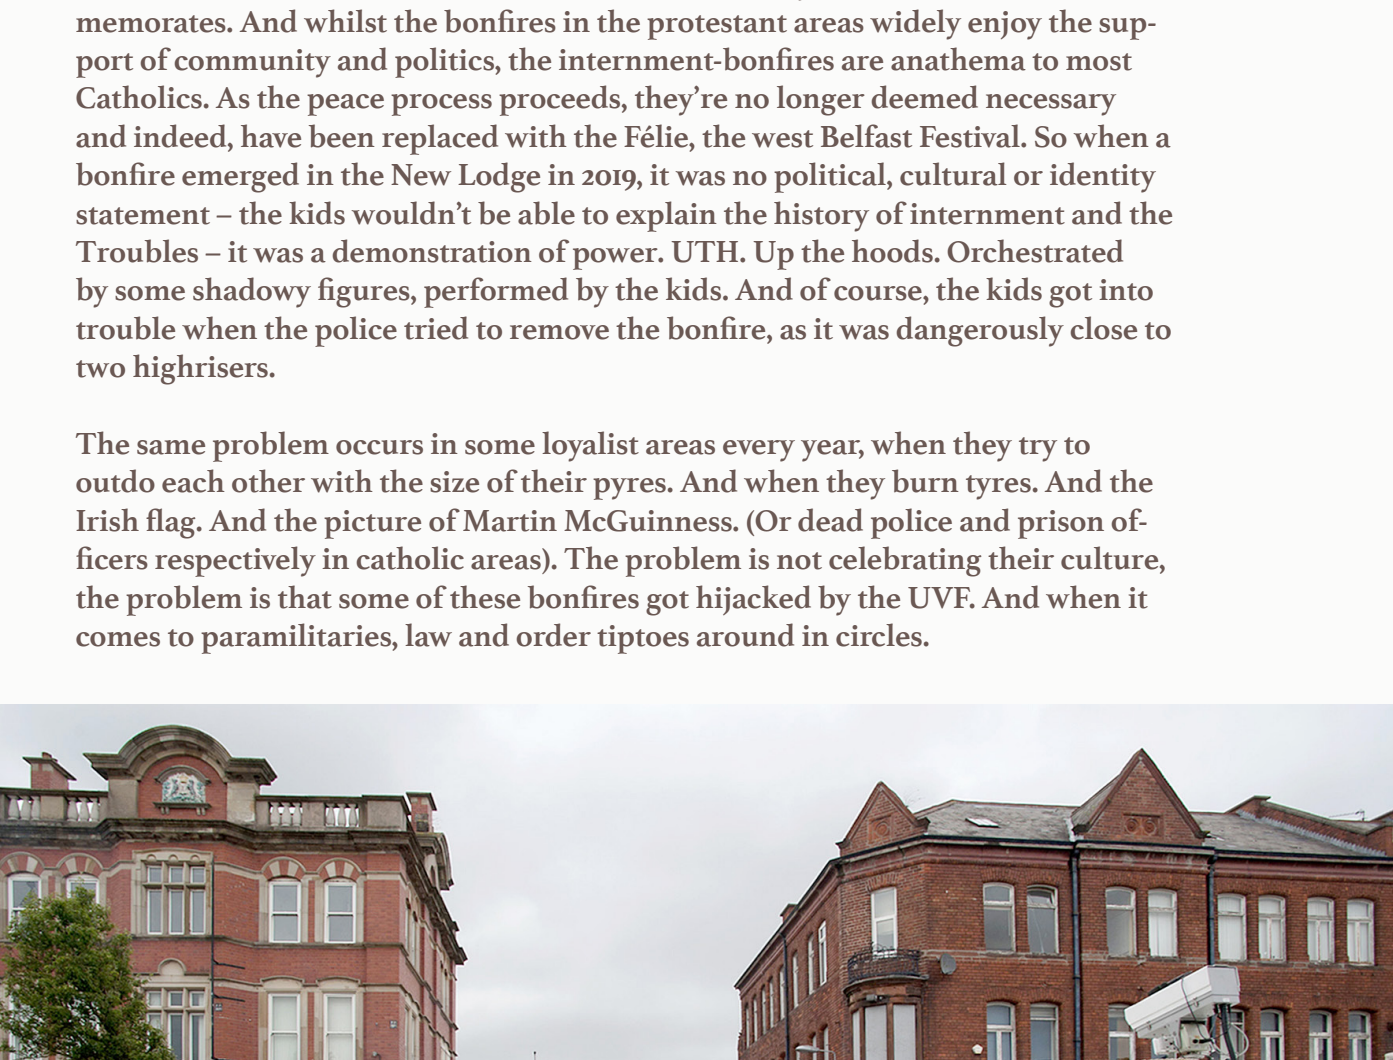 memorates. And whilst the bonfires in the protestant areas widely enjoy the sup-
port of community and politics, the internment-bonfires are anathema to most
Catholics. As the peace process proceeds, they’re no longer deemed necessary
and indeed, have been replaced with the Félie, the west Belfast Festival. So when a
bonfire emerged in the New Lodge in 2019, it was no political, cultural or identity
statement – the kids wouldn’t be able to explain the history of internment and the
Troubles – it was a demonstration of power. UTH. Up the hoods. Orchestrated
by some shadowy figures, performed by the kids. And of course, the kids got into
trouble when the police tried to remove the bonfire, as it was dangerously close to
two highrisers.
The same problem occurs in some loyalist areas every year, when they try to
outdo each other with the size of their pyres. And when they burn tyres. And the
Irish flag. And the picture of Martin McGuinness. (Or dead police and prison of-
ficers respectively in catholic areas). The problem is not celebrating their culture,
the problem is that some of these bonfires got hijacked by the UVF. And when it
comes to paramilitaries, law and order tiptoes around in circles.